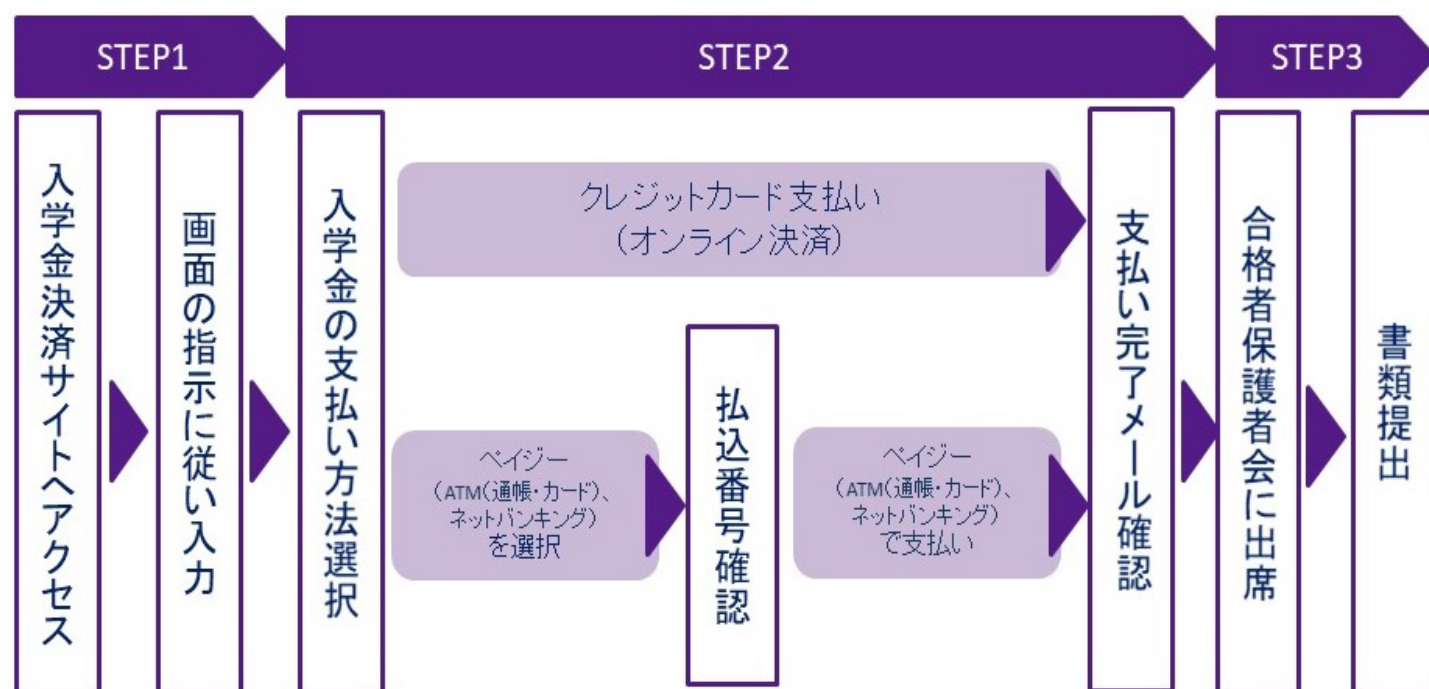 STEP1
STEP2
STEP3
入学金決済サイトへアクセス
画面の指示に従い入力
入学金の支払い方法選択
クレジットカード支払い
(オンライン決済)
ペイジー
(ATM(通帳・カード)、
ネットバンキング)
を選択
払込番号確認
ペイジー
(ATM(通帳・カード)、
ネットバンキング)
で支払い
支払い完了メール確認
合格者保護者会に出席
書類提出